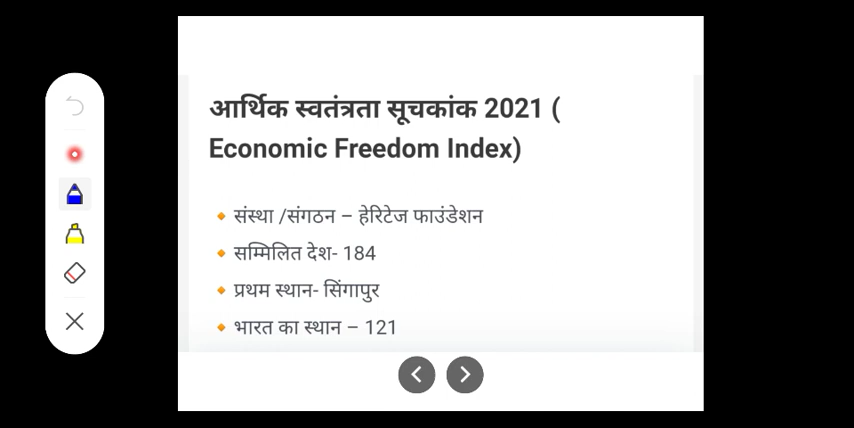 आर्थिक स्वतंत्रता सूचकांक 2021 (
Economic Freedom Index)
🔸संस्था /संगठन – हेरिटेज फाउंडेशन
🔸सम्मिलित देश- 184
🔸प्रथम स्थान- सिंगापुर
🔸भारत का स्थान – 121